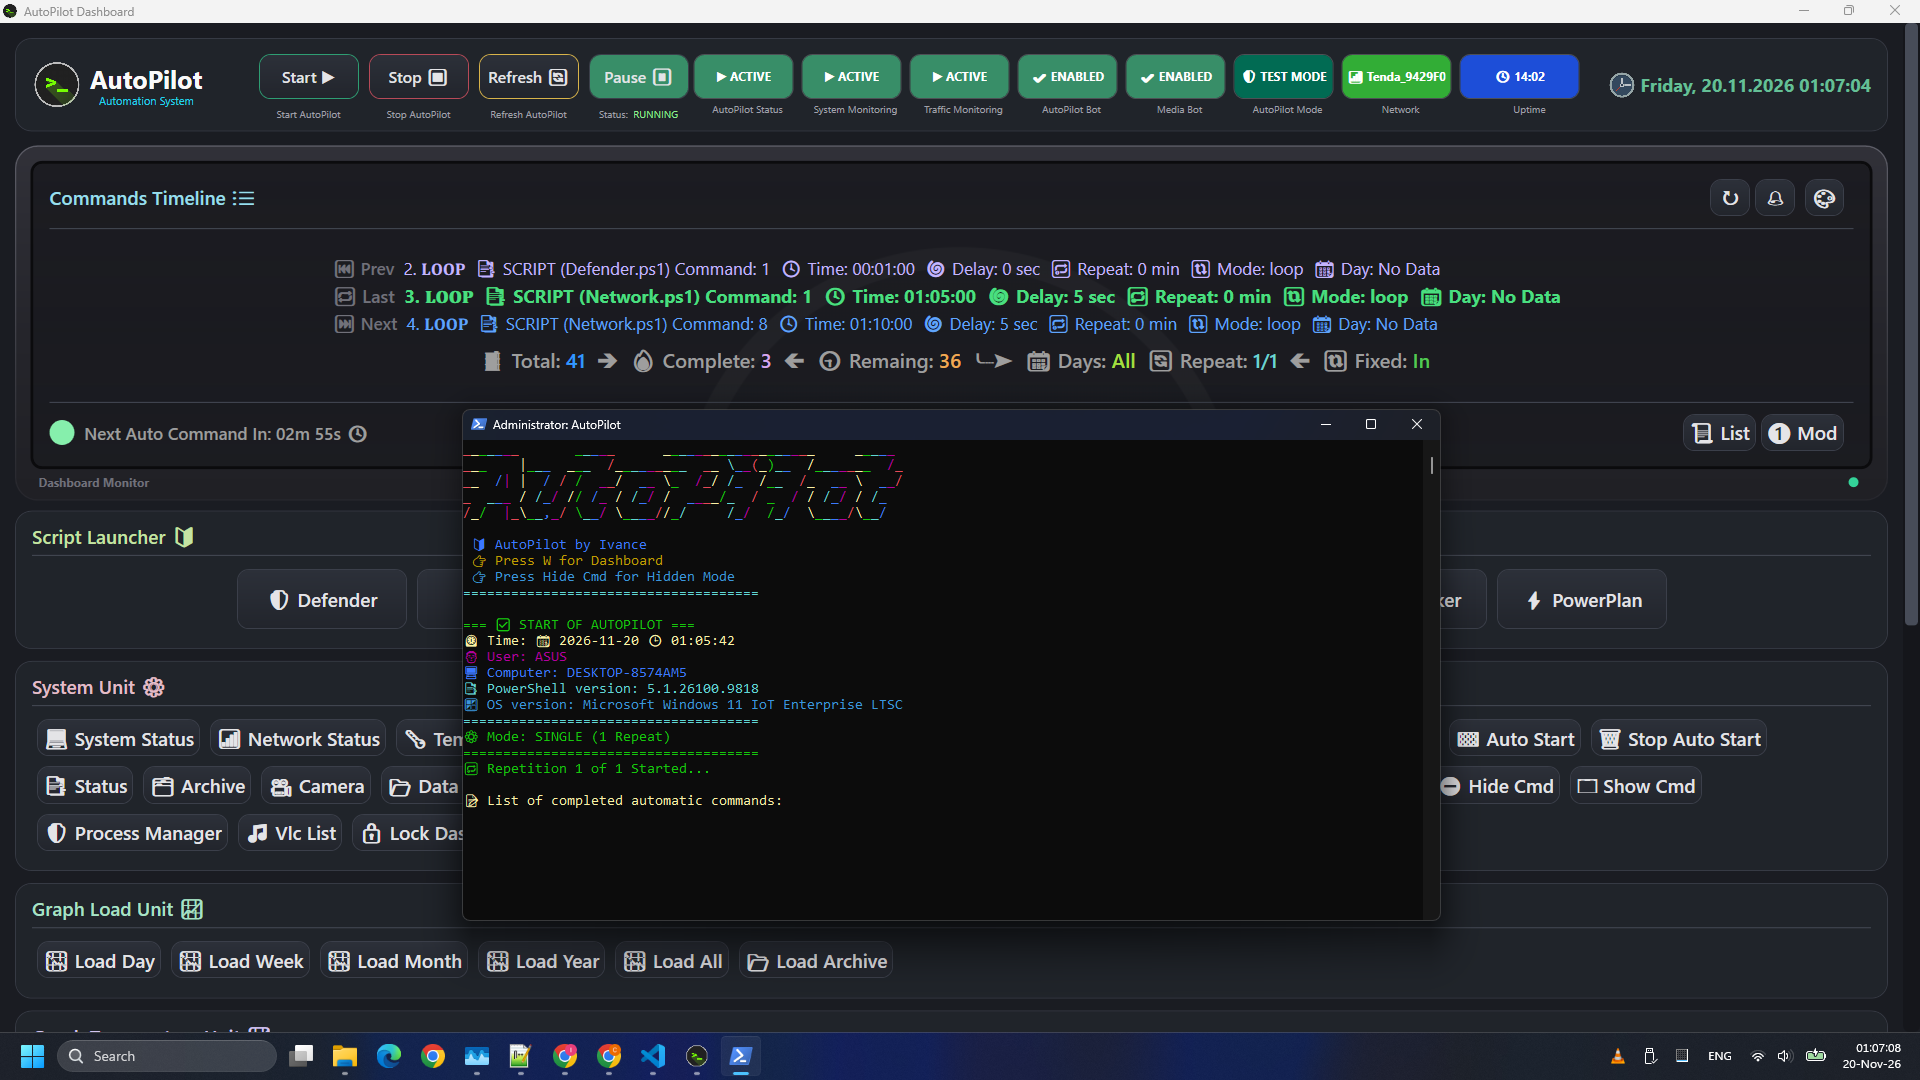 AutoPilot Dashboard
AutoPilot
Automation System
Start
Start AutoPilot
Stop
Stop AutoPilot
Refresh
Refresh AutoPilot
Pause
Status: RUNNING
ACTIVE
AutoPilot Status
ACTIVE
System Monitoring
ACTIVE
Traffic Monitoring
ENABLED
AutoPilot Bot
ENABLED
Media Bot
TEST MODE
AutoPilot Mode
Tenda_9429F0
Network
14:02
Uptime
Friday, 20.11.2026 01:07:04
Commands Timeline
Prev 2. LOOP SCRIPT (Defender.ps1) Command: 1 Time: 00:01:00 Delay: 0 sec Repeat: 0 min Mode: loop Day: No Data
Last 3. LOOP SCRIPT (Network.ps1) Command: 1 Time: 01:05:00 Delay: 5 sec Repeat: 0 min Mode: loop Day: No Data
Next 4. LOOP SCRIPT (Network.ps1) Command: 8 Time: 01:10:00 Delay: 5 sec Repeat: 0 min Mode: loop Day: No Data
Total: 41 Complete: 3 Remaing: 36 Days: All Repeat: 1/1 Fixed: In
Next Auto Command In: 02m 55s
List
1 Mod
Dashboard Monitor
Administrator: AutoPilot
AutoPilot by Ivance
Press W for Dashboard
Press Hide Cmd for Hidden Mode
=====================================
=== START OF AUTOPILOT ===
Time: 2026-11-20 01:05:42
User: ASUS
Computer: DESKTOP-8574AM5
PowerShell version: 5.1.26100.9818
OS version: Microsoft Windows 11 IoT Enterprise LTSC
=====================================
Mode: SINGLE (1 Repeat)
=====================================
Repetition 1 of 1 Started...
List of completed automatic commands:
Script Launcher
Defender
ker
PowerPlan
System Unit
System Status
Network Status
Tem
Auto Start
Stop Auto Start
Status
Archive
Camera
Data
Hide Cmd
Show Cmd
Process Manager
Vlc List
Lock Das
Graph Load Unit
Load Day
Load Week
Load Month
Load Year
Load All
Load Archive
Search
ENG
01:07:08
20-Nov-26